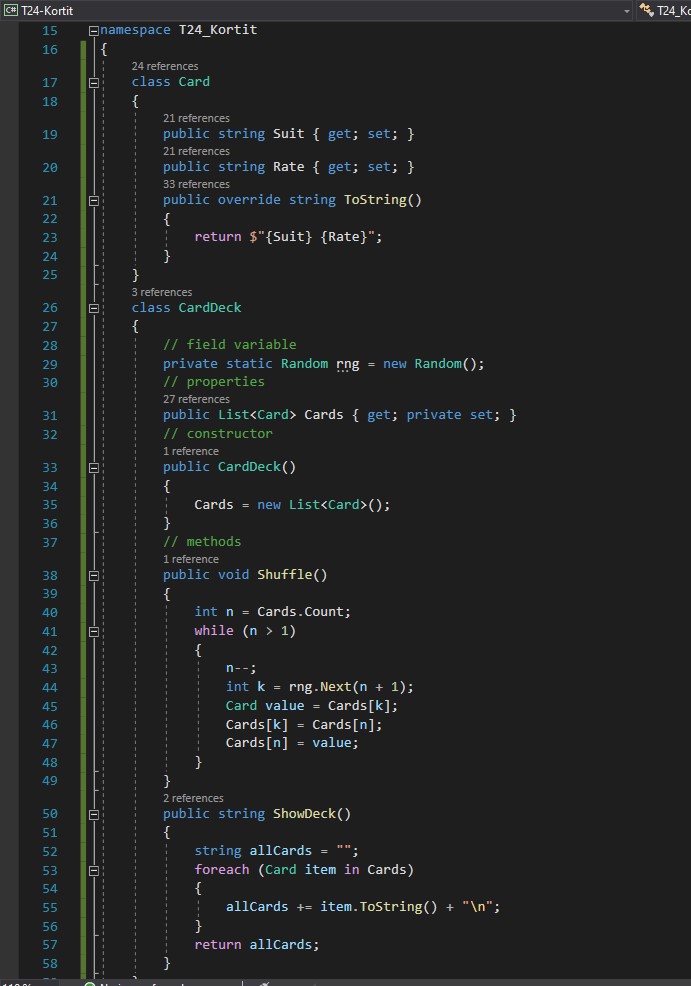 C# T24-Kortit T24_Ko
15 namespace T24_Kortit
16 {
24 references
17 class Card
18 {
21 references
19 public string Suit { get; set; }
21 references
20 public string Rate { get; set; }
33 references
21 public override string ToString()
22 {
23 return $"{Suit} {Rate}";
24 }
25 }
3 references
26 class CardDeck
27 {
28 // field variable
29 private static Random rng = new Random();
30 // properties
27 references
31 public List<Card> Cards { get; private set; }
32 // constructor
1 reference
33 public CardDeck()
34 {
35 Cards = new List<Card>();
36 }
37 // methods
1 reference
38 public void Shuffle()
39 {
40 int n = Cards.Count;
41 while (n > 1)
42 {
43 n--;
44 int k = rng.Next(n + 1);
45 Card value = Cards[k];
46 Cards[k] = Cards[n];
47 Cards[n] = value;
48 }
49 }
2 references
50 public string ShowDeck()
51 {
52 string allCards = "";
53 foreach (Card item in Cards)
54 {
55 allCards += item.ToString() + "\n";
56 }
57 return allCards;
58 }